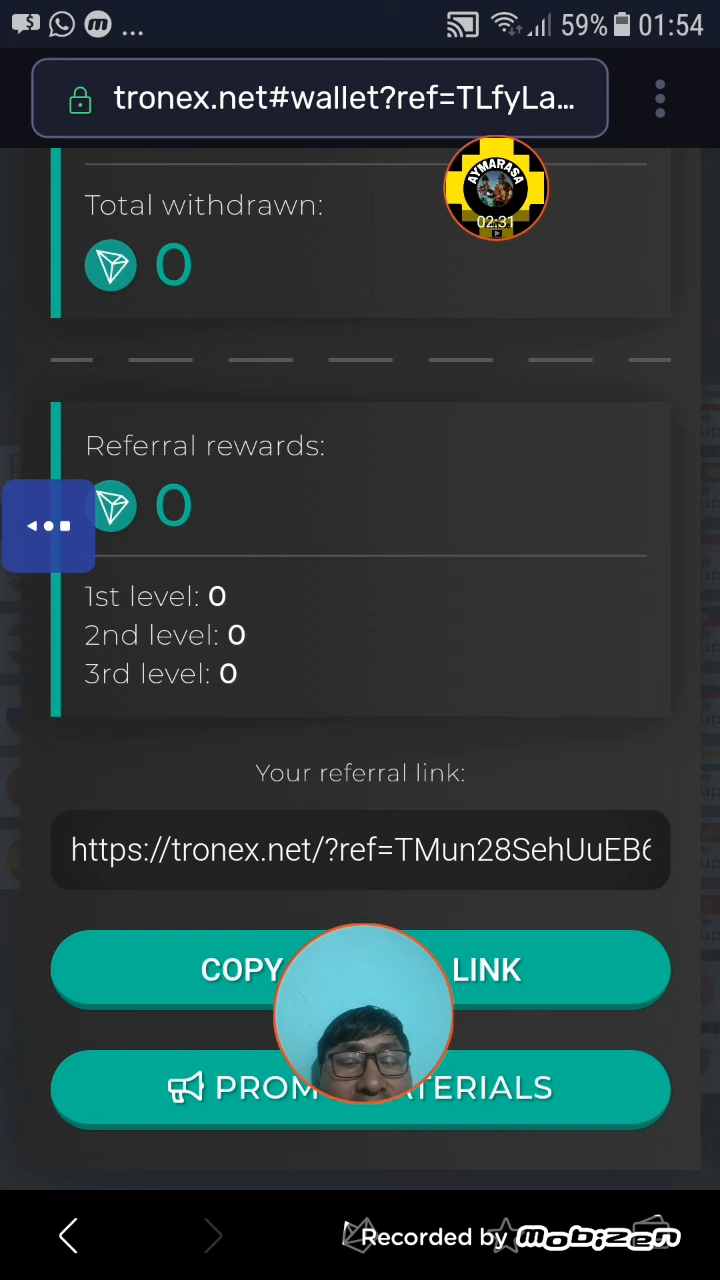 ... 59% 01:54
tronex.net#wallet?ref=TLfyLa...
AYMARASA
02:31
Total withdrawn:
0
Referral rewards:
0
1st level: 0
2nd level: 0
3rd level: 0
Your referral link:
https://tronex.net/?ref=TMun28SehUuEB6
COPY LINK
PROM TERIALS
Recorded by mobizen